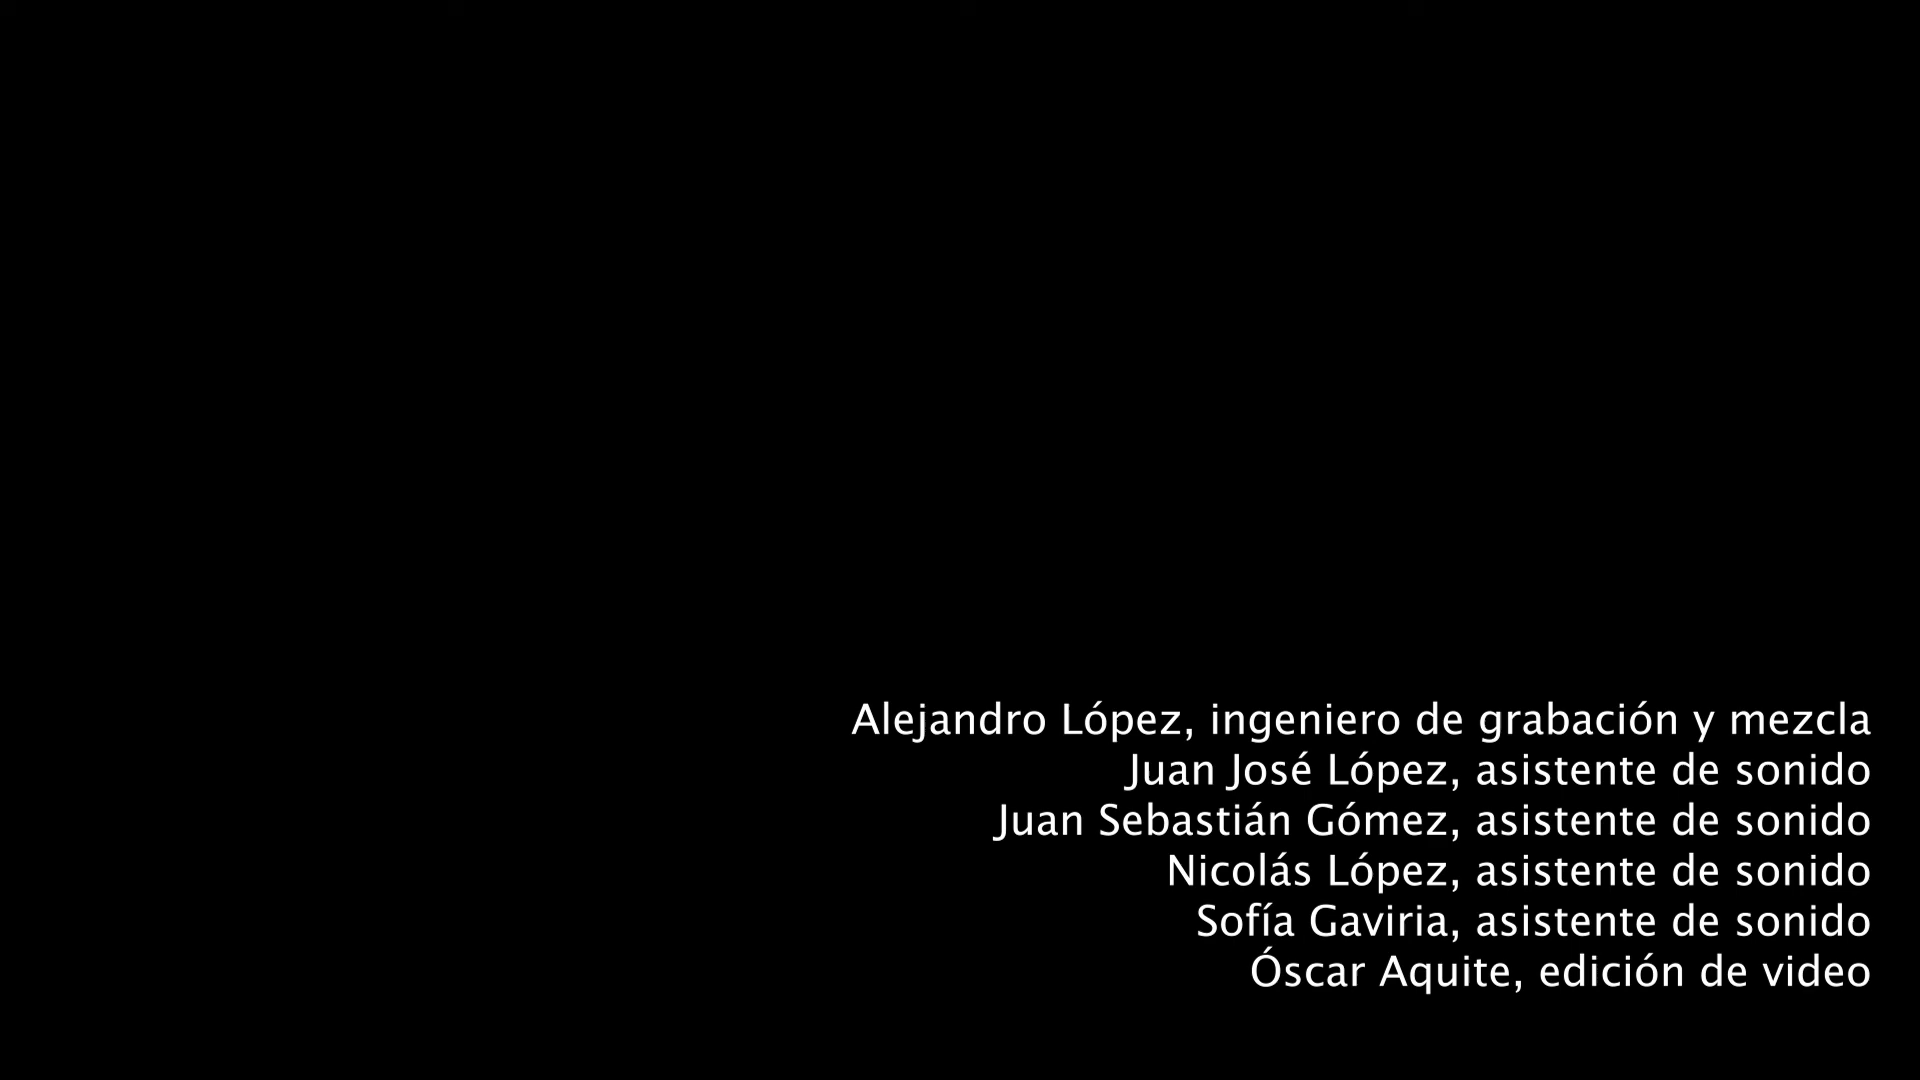 Alejandro López, ingeniero de grabación y mezcla
Juan José López, asistente de sonido
Juan Sebastián Gómez, asistente de sonido
Nicolás López, asistente de sonido
Sofía Gaviria, asistente de sonido
Óscar Aquite, edición de video